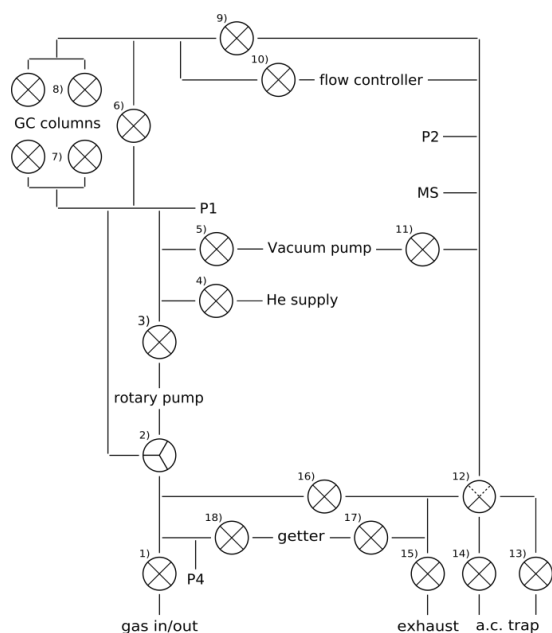 9)
10)
flow controller
8)
6)
GC columns
P2
7)
MS
P1
5)
Vacuum pump
11)
4)
He supply
3)
rotary pump
2)
16)
12)
18)
getter
17)
1)
P4
15)
14)
13)
gas in/out
exhaust
a.c. trap